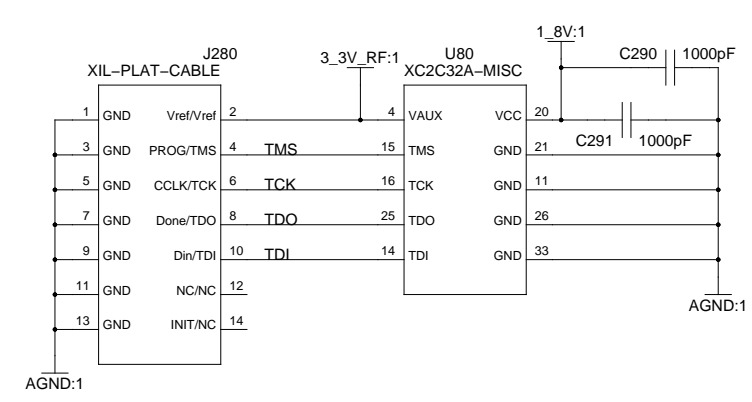 1_8V:1
J280
XIL–PLAT–CABLE
3_3V_RF:1
U80
XC2C32A–MISC
C290 1000pF
1 GND Vref/Vref 2
4 VAUX VCC 20
C291 1000pF
3 GND PROG/TMS 4 TMS
15 TMS GND 21
5 GND CCLK/TCK 6 TCK
16 TCK GND 11
7 GND Done/TDO 8 TDO
25 TDO GND 26
9 GND Din/TDI 10 TDI
14 TDI GND 33
11 GND NC/NC 12
13 GND INIT/NC 14
AGND:1
AGND:1